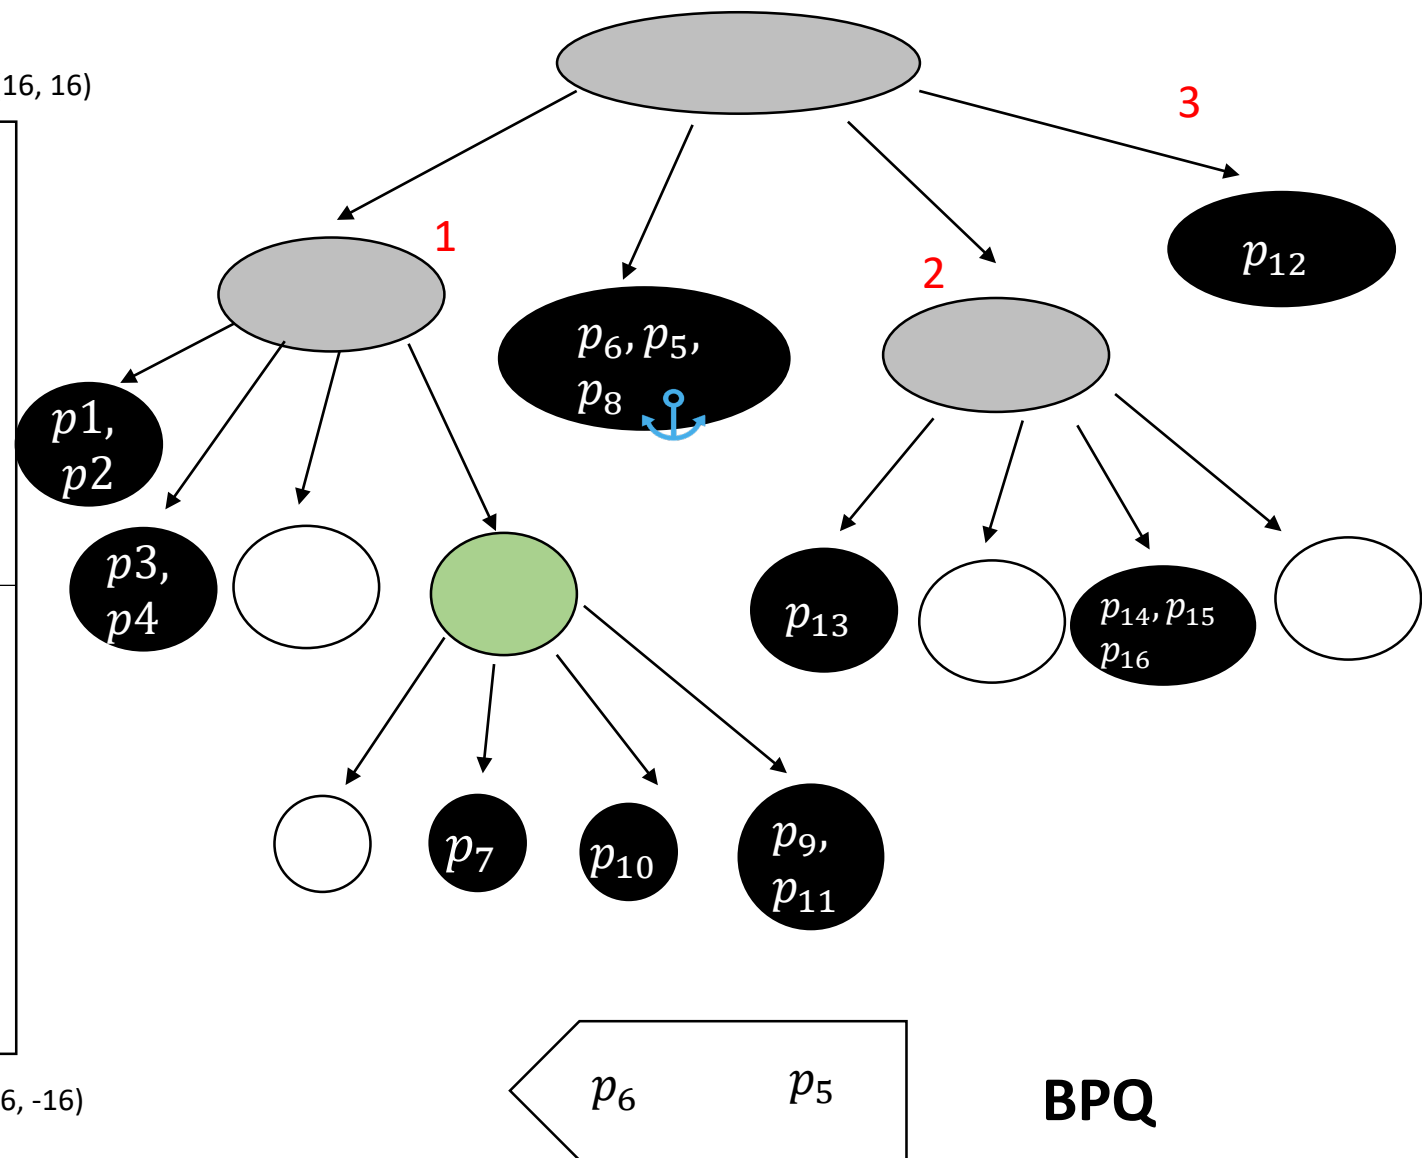 16, 16)
3
1
p₁₂
2
p₆, p₅,
p₈
p1,
p2
p3,
p4
p₁₃
p₁₄, p₁₅
p₁₆
p₇
p₁₀
p₉,
p₁₁
p₆ p₅
BPQ
6, -16)